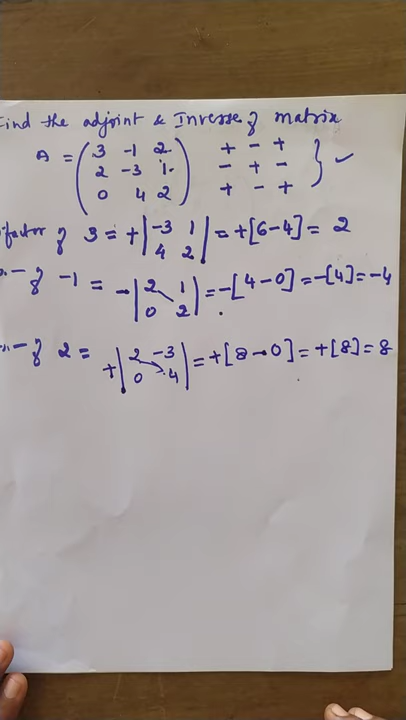 Find the adjoint & Inverse of matrix
A = (3 -1 2 + - +
2 -3 1 - + -
0 4 2) + - + } ✓
factor of 3 = + |-3 1 = +[6-4] = 2
4 2|
of -1 = - |2 1 = -[4-0] = -[4] = -4
0 2|
of 2 = + |2 -3 = +[8-0] = +[8] = 8
0 4|